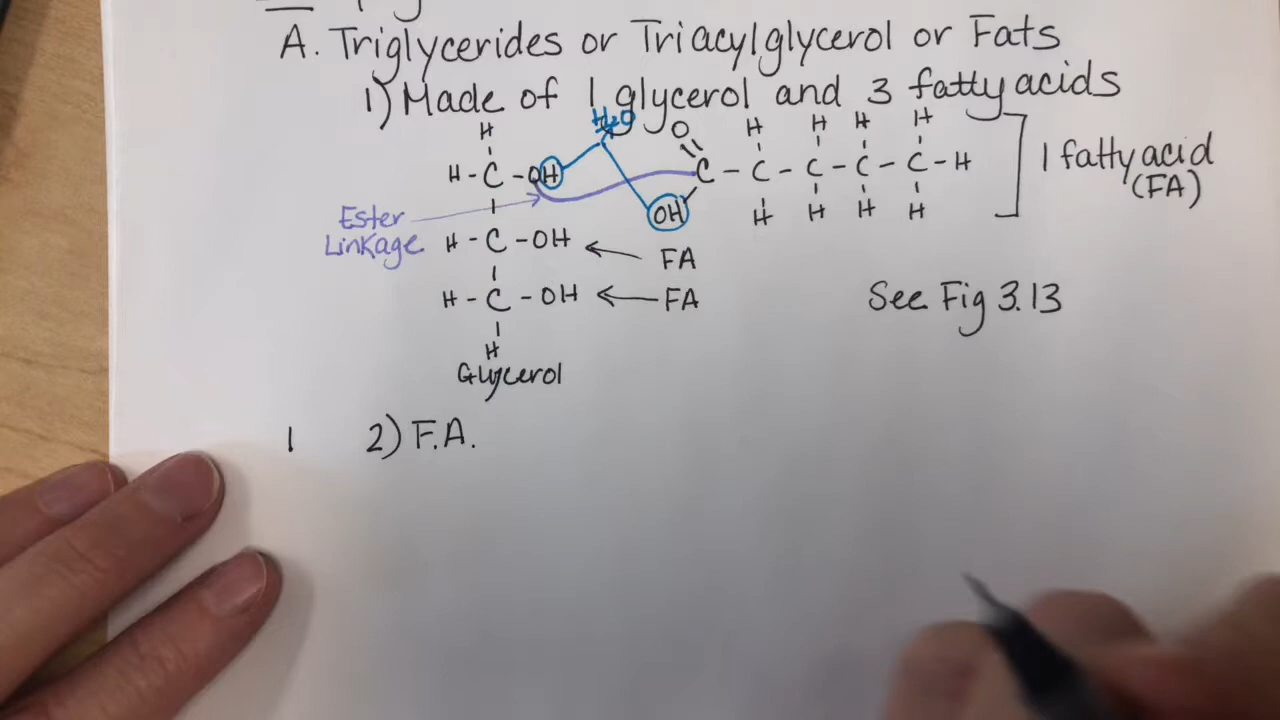 A. Triglycerides or Triacylglycerol or Fats
1) Made of 1 glycerol and 3 fatty acids
H H2O O H H H H
H-C-OH C-C-C-C-C-H 1 fatty acid
(FA)
OH H H H H
Ester
Linkage H-C-OH ← FA
H-C-OH ← FA See Fig 3.13
H
Glycerol
1 2) F.A.